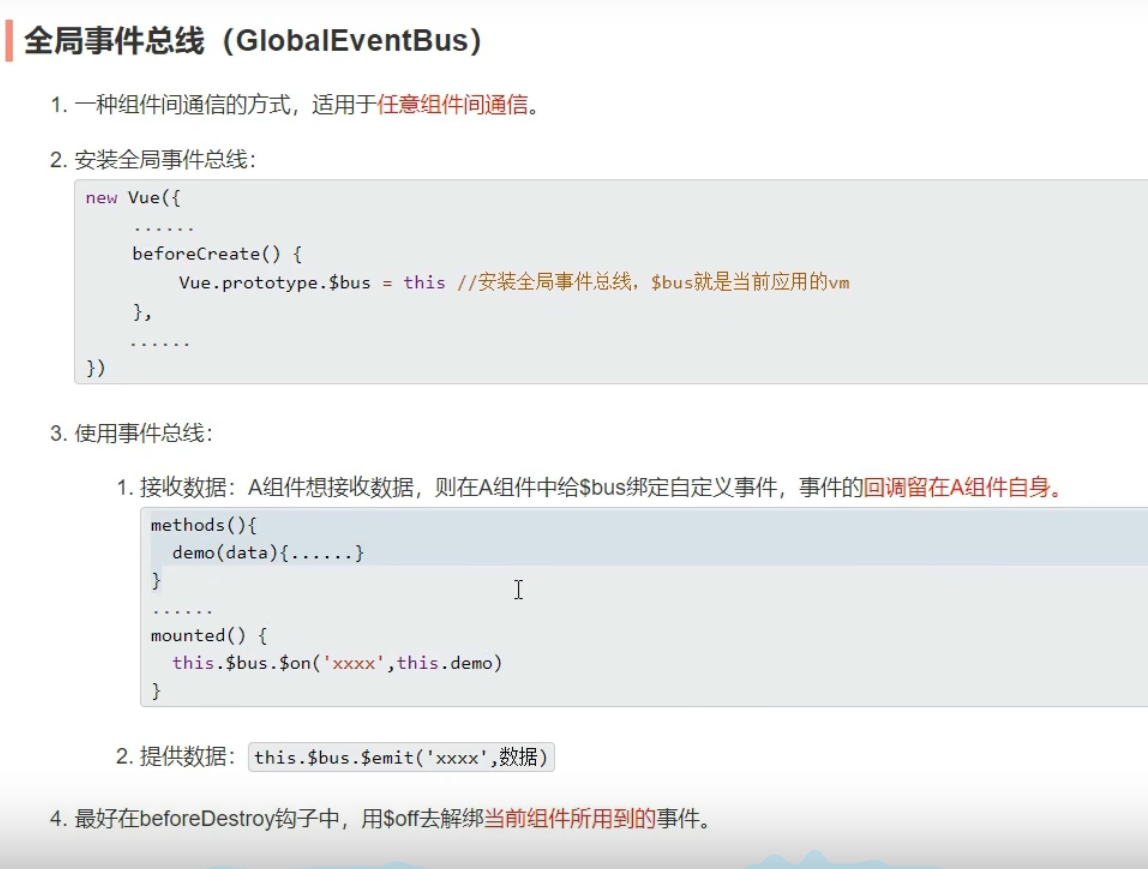 全局事件总线（GlobalEventBus）
1. 一种组件间通信的方式，适用于任意组件间通信。
2. 安装全局事件总线：
new Vue({
......
beforeCreate() {
Vue.prototype.$bus = this //安装全局事件总线，$bus就是当前应用的vm
},
......
})
3. 使用事件总线：
1. 接收数据：A组件想接收数据，则在A组件中给$bus绑定自定义事件，事件的回调留在A组件自身。
methods(){
demo(data){......}
}
......
mounted() {
this.$bus.$on('xxxx',this.demo)
}
2. 提供数据：this.$bus.$emit('xxxx',数据)
4. 最好在beforeDestroy钩子中，用$off去解绑当前组件所用到的事件。